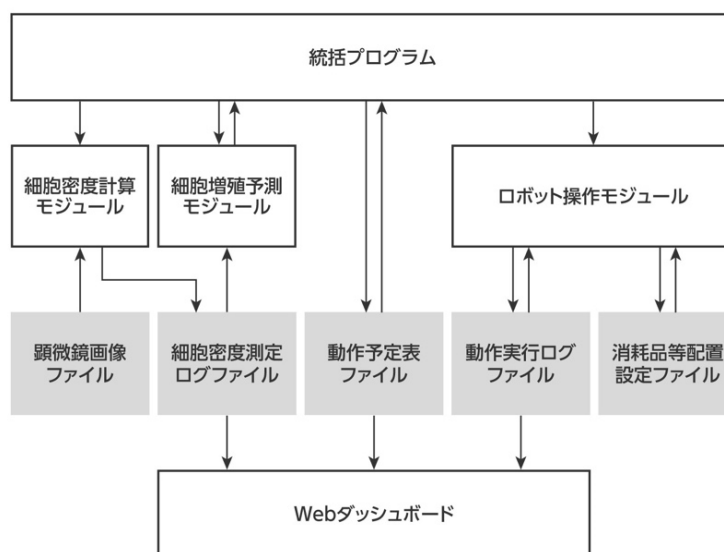 統括プログラム
細胞密度計算
モジュール
細胞増殖予測
モジュール
ロボット操作モジュール
顕微鏡画像
ファイル
細胞密度測定
ログファイル
動作予定表
ファイル
動作実行ログ
ファイル
消耗品等配置
設定ファイル
Webダッシュボード